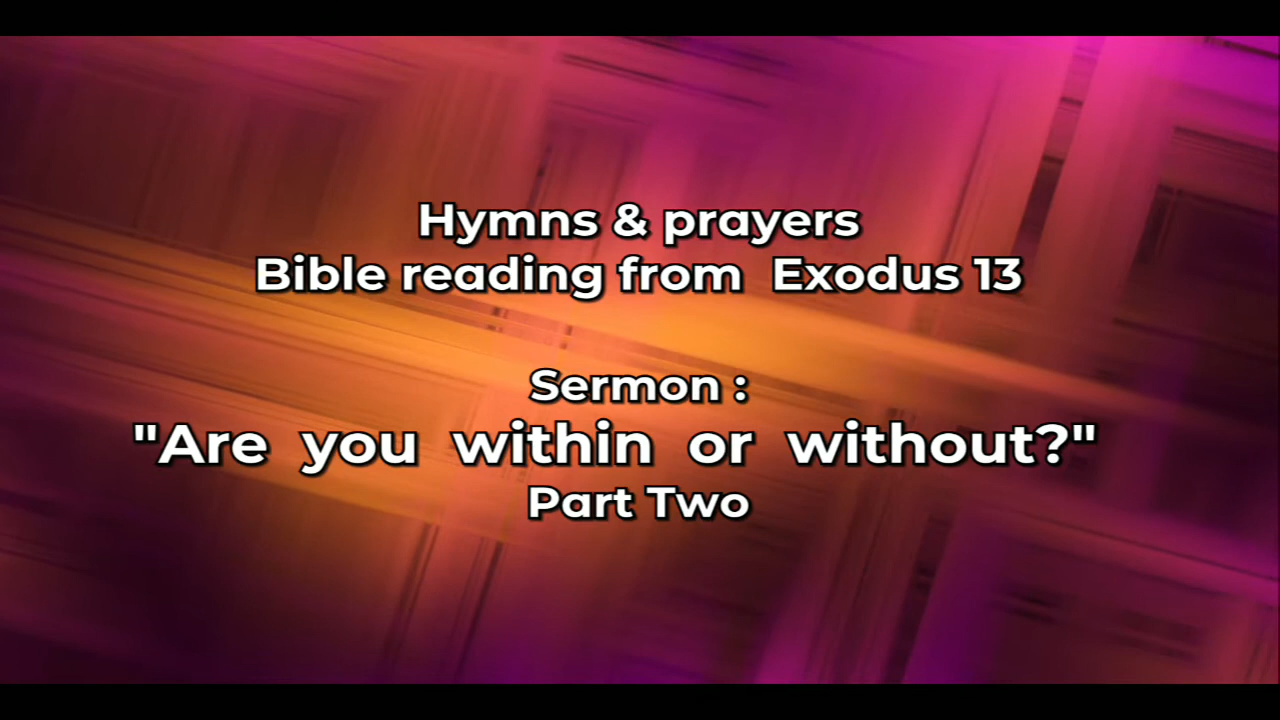 Hymns & prayers
Bible reading from  Exodus 13
Sermon :
"Are  you  within  or  without?"
Part Two